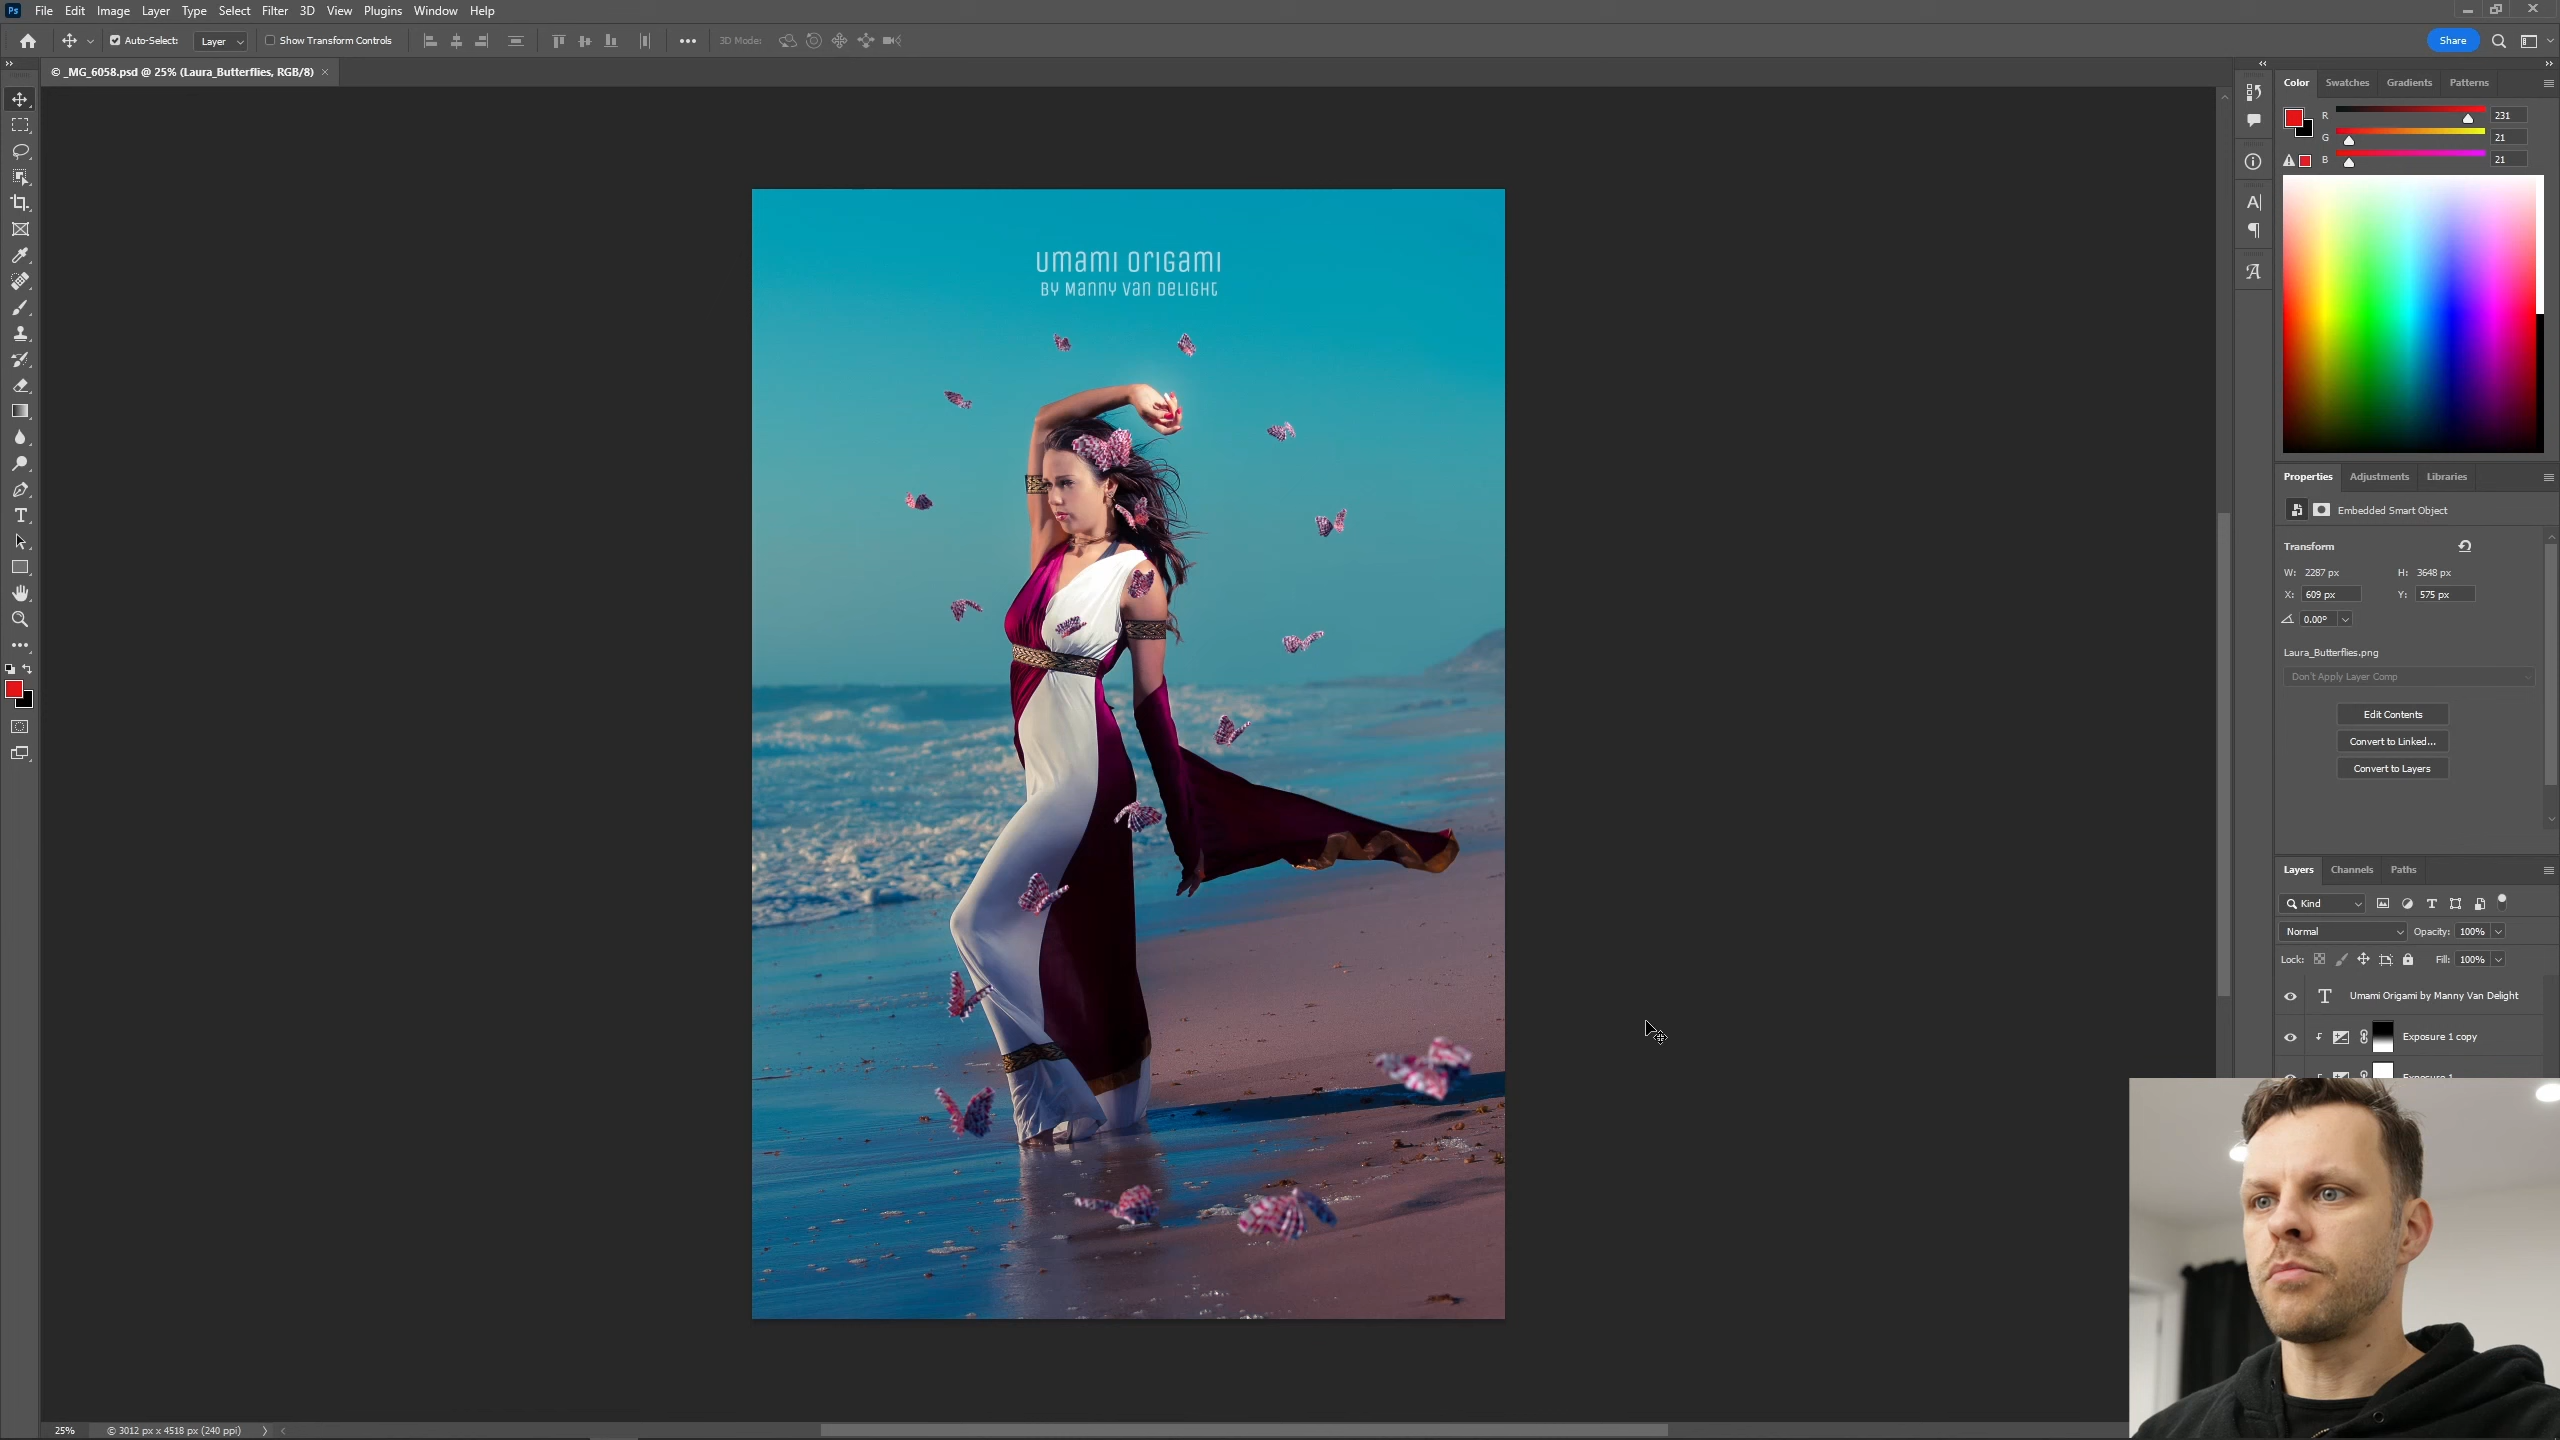 Ps File Edit Image Layer Type Select Filter 3D View Plugins Window Help
Auto-Select: Layer Show Transform Controls 3D Mode: Share
© _MG_6058.psd @ 25% (Laura_Butterflies, RGB/8)
Color Swatches Gradients Patterns
R 231
G 21
B 21
umami origami
by Manny Van Delight
Properties Adjustments Libraries
Embedded Smart Object
Transform
W: 2287 px H: 3648 px
X: 609 px Y: 575 px
0.00°
Laura_Butterflies.png
Don't Apply Layer Comp
Edit Contents
Convert to Linked...
Convert to Layers
Layers Channels Paths
Kind
Normal Opacity: 100%
Lock: Fill: 100%
Umami Origami by Manny Van Delight
Exposure 1 copy
Exposure 1
25% © 3012 px x 4518 px (240 ppi)